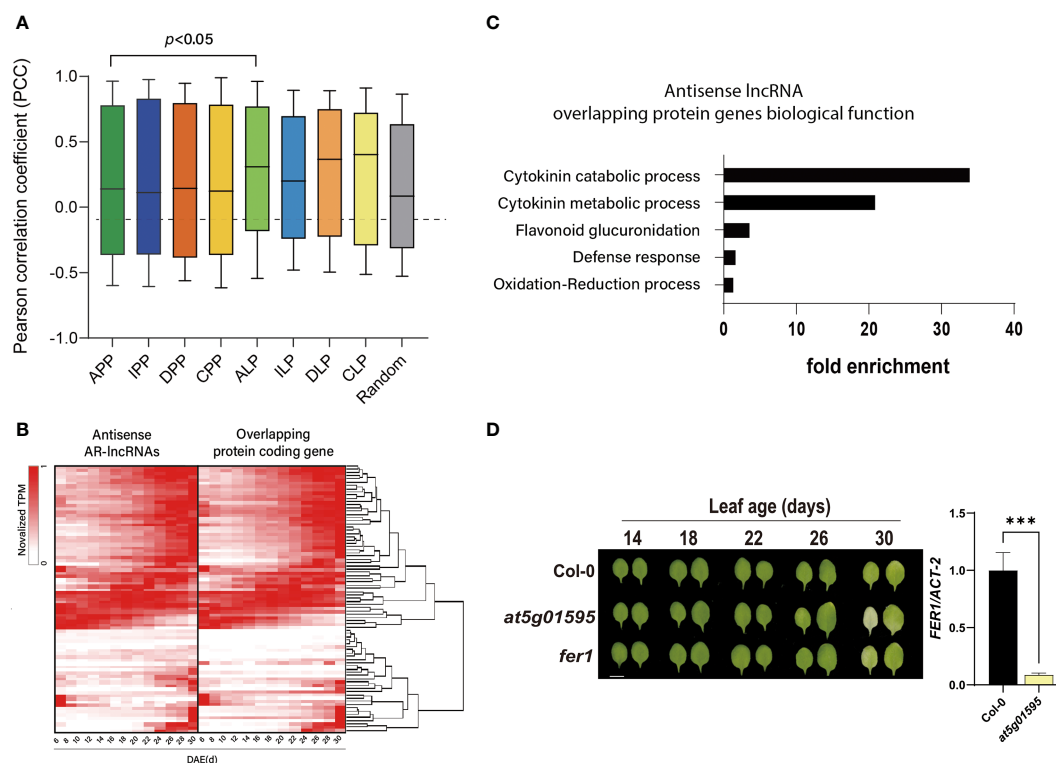 A
p<0.05
Pearson correlation coefficient (PCC)
1.0
0.5
0.0
-0.5
-1.0
APP
IPP
DPP
CPP
ALP
ILP
DLP
CLP
Random
C
Antisense lncRNA
overlapping protein genes biological function
Cytokinin catabolic process
Cytokinin metabolic process
Flavonoid glucuronidation
Defense response
Oxidation-Reduction process
0 10 20 30 40
fold enrichment
B
Antisense
AR-lncRNAs
Overlapping
protein coding gene
Novalized TPM
1
0
6 8 10 12 14 16 18 20 22 24 26 28 30
6 8 10 12 14 16 18 20 22 24 26 28 30
DAE(d)
D
Leaf age (days)
14 18 22 26 30
Col-0
at5g01595
fer1
FER1/ACT-2
1.5
1.0
0.5
0.0
***
Col-0
at5g01595